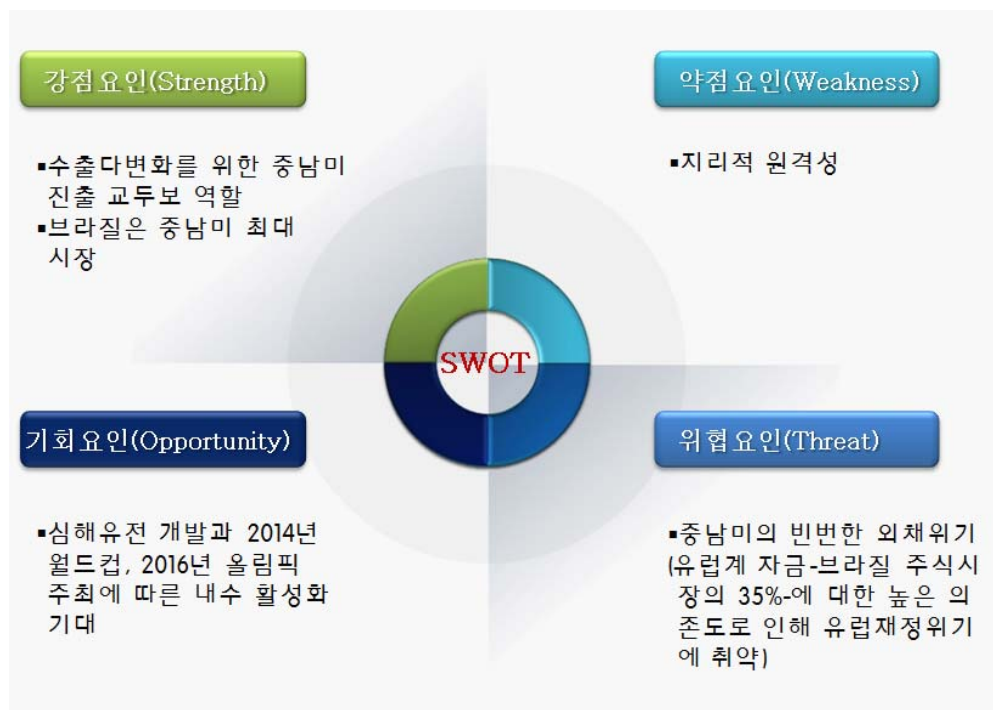 강점요인(Strength)
▪수출다변화를 위한 중남미
진출 교두보 역할
▪브라질은 중남미 최대
시장
약점요인(Weakness)
▪지리적 원격성
SWOT
기회요인(Opportunity)
▪심해유전 개발과 2014년
월드컵, 2016년 올림픽
주최에 따른 내수 활성화
기대
위협요인(Threat)
▪중남미의 빈번한 외채위기
(유럽계 자금-브라질 주식시
장의 35%-에 대한 높은 의
존도로 인해 유럽재정위기
에 취약)